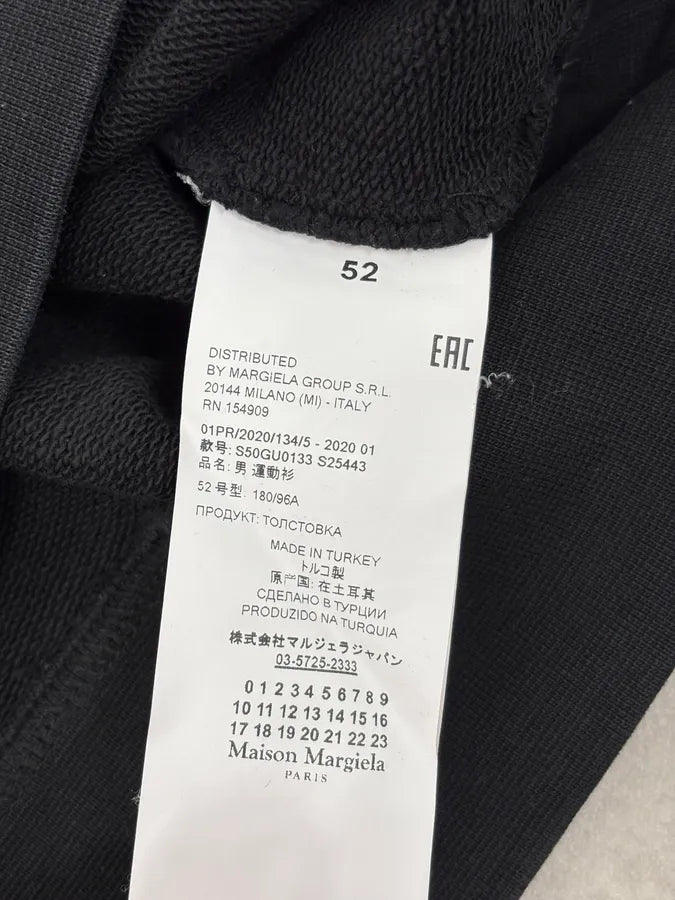 52
EAC
DISTRIBUTED
BY MARGIELA GROUP S.R.L.
20144 MILANO (MI) - ITALY
RN 154909
01PR/2020/134/5 - 2020 01
款号: S50GU0133 S25443
品名: 男 運動衫
52 号型: 180/96A
ПРОДУКТ: ТОЛСТОВКА
MADE IN TURKEY
トルコ製
原产国: 在土耳其
СДЕЛАНО В ТУРЦИИ
PRODUZIDO NA TURQUIA
株式会社マルジェラジャパン
03-5725-2333
0 1 2 3 4 5 6 7 8 9
10 11 12 13 14 15 16
17 18 19 20 21 22 23
Maison Margiela
PARIS